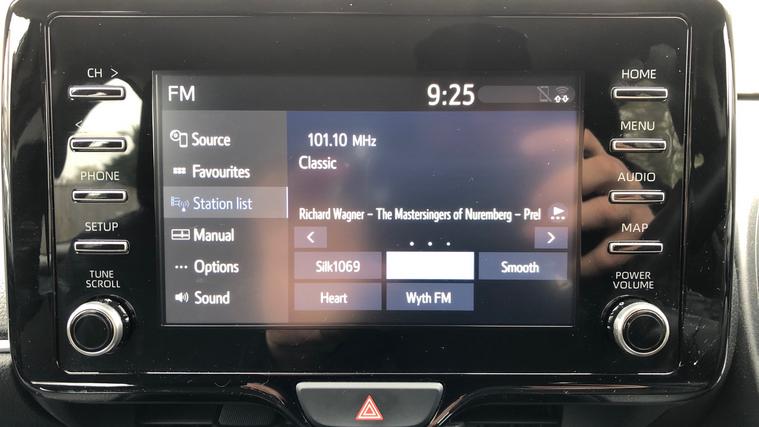 CH >
<
PHONE
SETUP
TUNE
SCROLL
FM
9:25
Source
Favourites
Station list
Manual
Options
Sound
101.10 MHz
Classic
Richard Wagner – The Mastersingers of Nuremberg – Prel
Silk1069
Smooth
Heart
Wyth FM
HOME
MENU
AUDIO
MAP
POWER
VOLUME